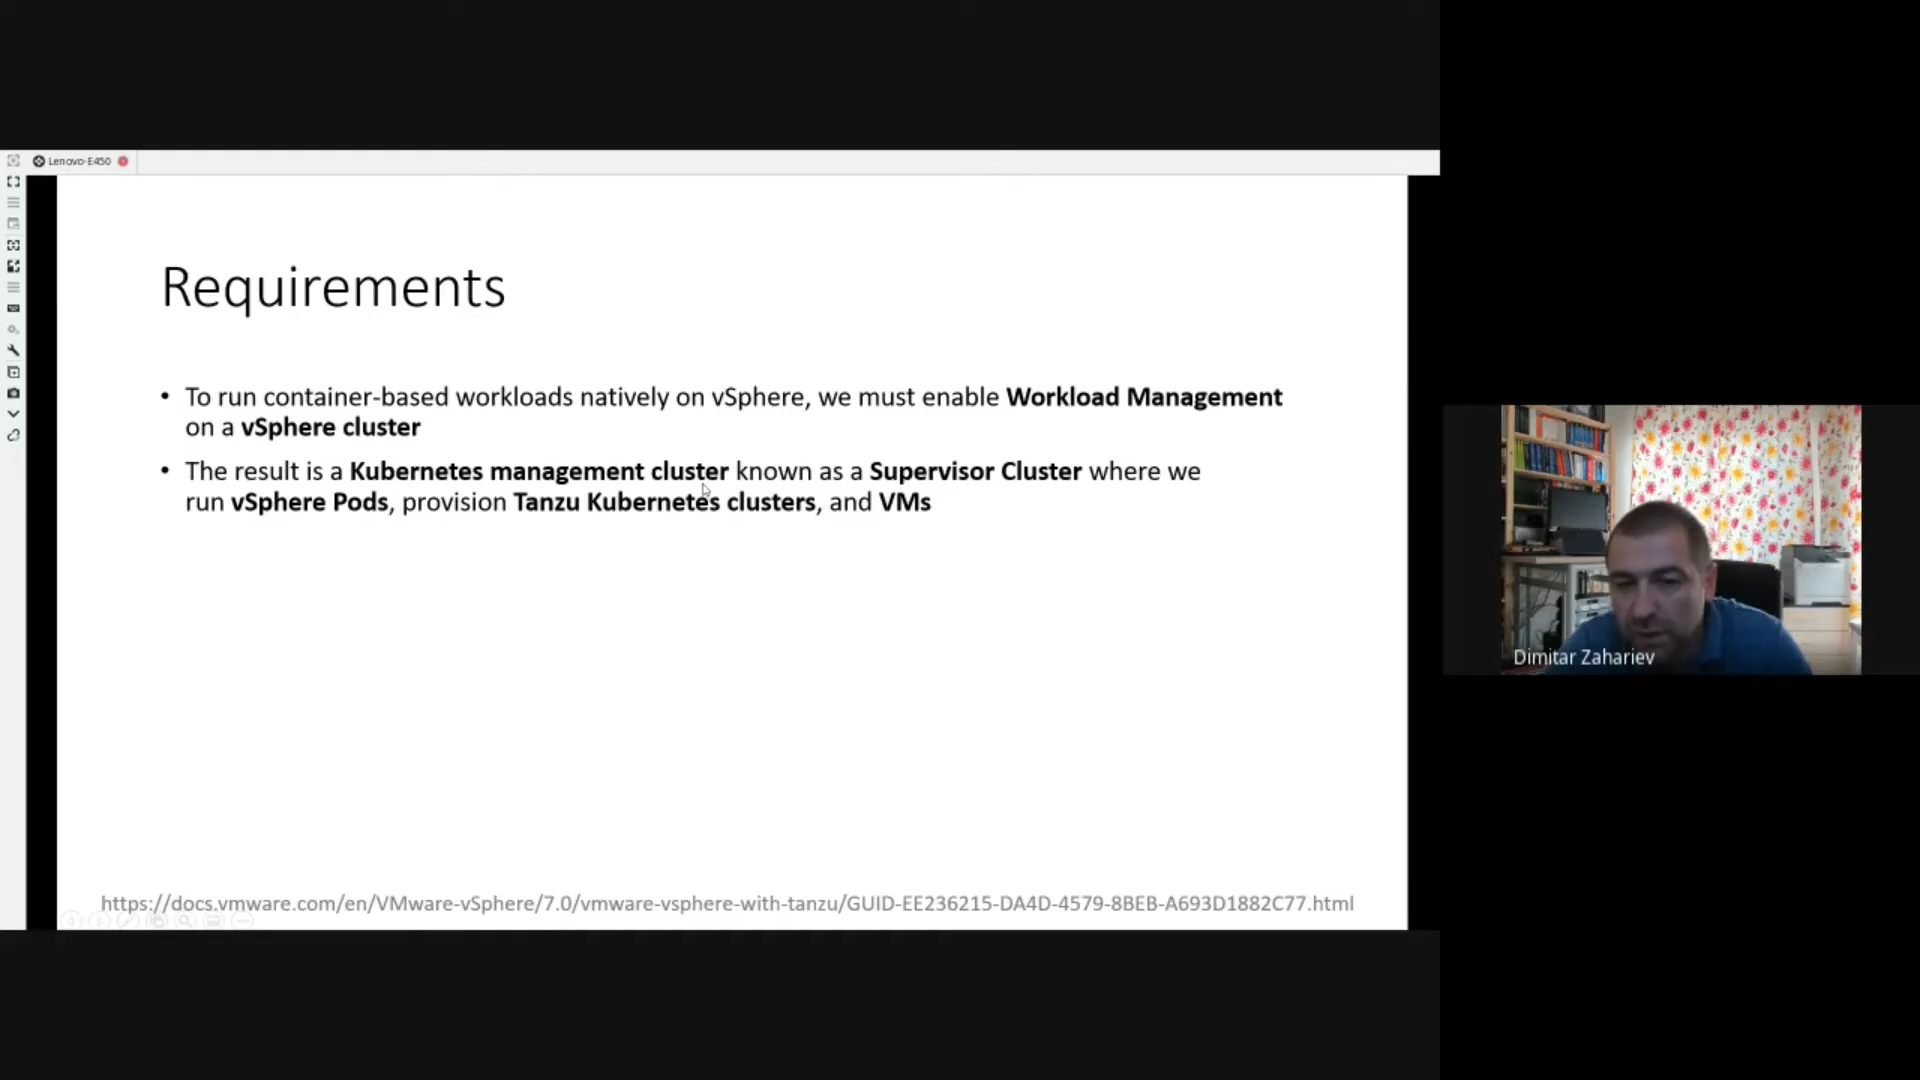 Lenovo-E450
Requirements
• To run container-based workloads natively on vSphere, we must enable Workload Management
on a vSphere cluster
• The result is a Kubernetes management cluster known as a Supervisor Cluster where we
run vSphere Pods, provision Tanzu Kubernetes clusters, and VMs
https://docs.vmware.com/en/VMware-vSphere/7.0/vmware-vsphere-with-tanzu/GUID-EE236215-DA4D-4579-8BEB-A693D1882C77.html
Dimitar Zahariev